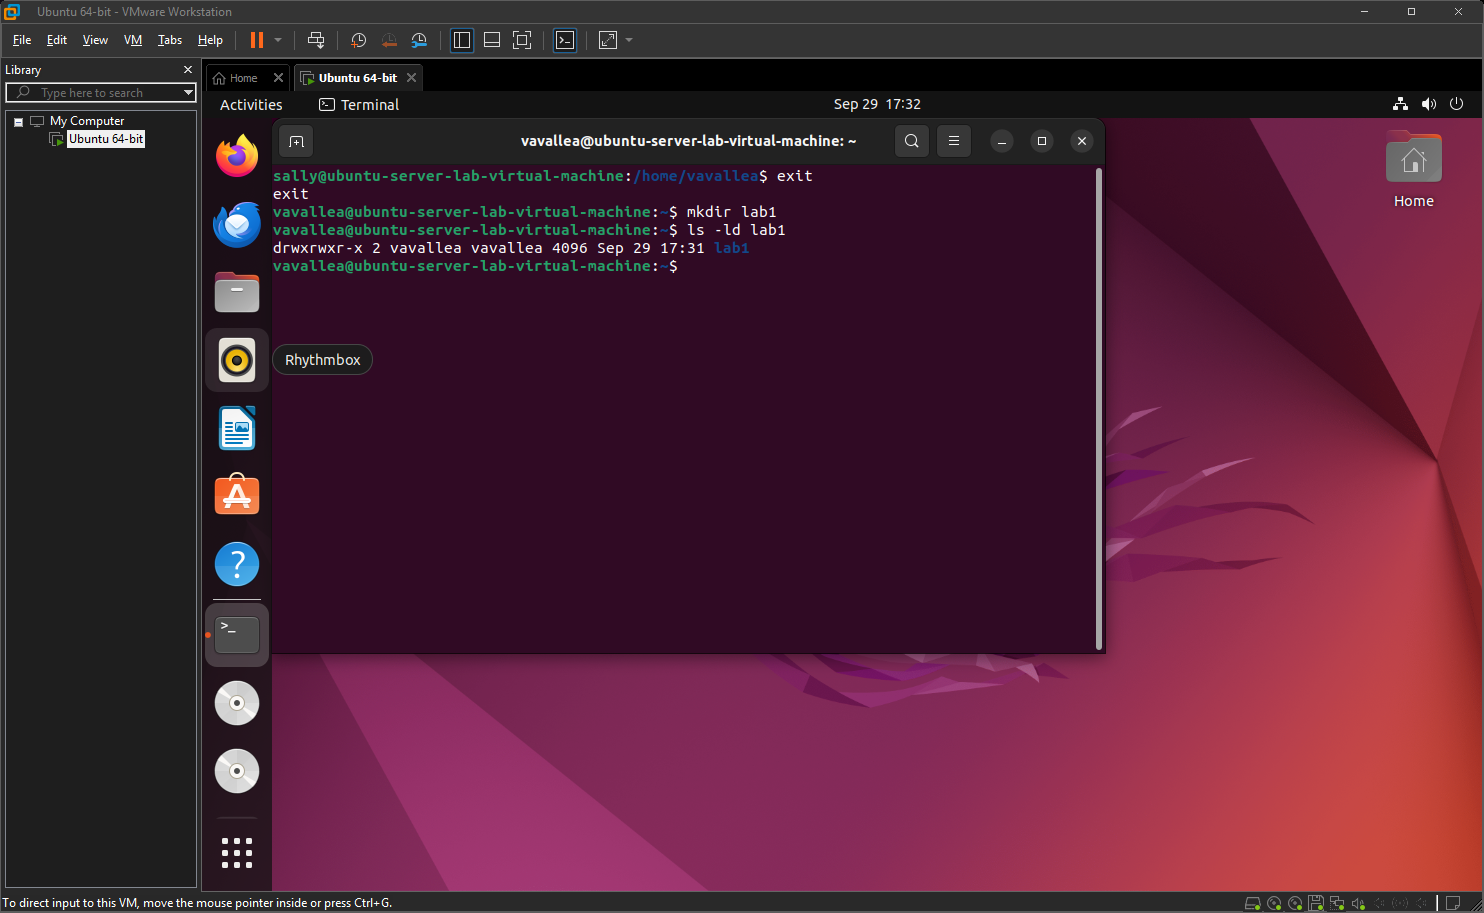 Ubuntu 64-bit - VMware Workstation
File Edit View VM Tabs Help
Library
Type here to search
My Computer
Ubuntu 64-bit
Home
Ubuntu 64-bit
Activities
Terminal
Sep 29 17:32
vavallea@ubuntu-server-lab-virtual-machine: ~
sally@ubuntu-server-lab-virtual-machine:/home/vavallea$ exit
exit
vavallea@ubuntu-server-lab-virtual-machine:~$ mkdir lab1
vavallea@ubuntu-server-lab-virtual-machine:~$ ls -ld lab1
drwxrwxr-x 2 vavallea vavallea 4096 Sep 29 17:31 lab1
vavallea@ubuntu-server-lab-virtual-machine:~$
Rhythmbox
Home
To direct input to this VM, move the mouse pointer inside or press Ctrl+G.